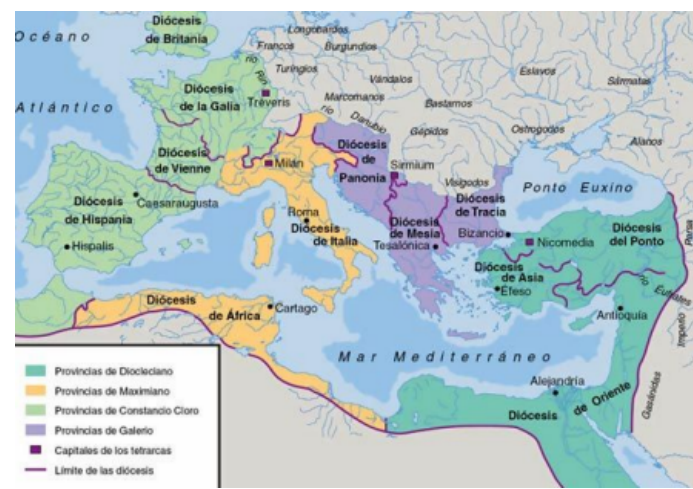 Océano
Atlántico
Diócesis
de Britania
Longobardos
Francos
Burgundios
Turingios
río Rin
Diócesis
de la Galia
Tréveris
Vándalos
Marcomanos
Bastarnos
río Danubio
Gépidos
Eslavos
Sármatas
Ostrogodos
Alanos
Visigodos
Diócesis
de Vienne
Milán
Diócesis
de
Panonia
Sirmium
Ponto Euxino
Diócesis
de Hispania
Caesaraugusta
Hispalis
Roma
Diócesis
de Italia
Diócesis
de Mesia
Tesalónica
Diócesis
de Tracia
Bizancio
Nicomedia
Diócesis
del Ponto
Diócesis
de Asia
Éfeso
río Eufrates
Antioquía
Imperio Persa
Gasánidas
Diócesis
de África
Cartago
Mar Mediterráneo
Alejandría
Diócesis
de Oriente
Provincias de Diocleciano
Provincias de Maximiano
Provincias de Constancio Cloro
Provincias de Galerio
Capitales de los tetrarcas
Límite de las diócesis